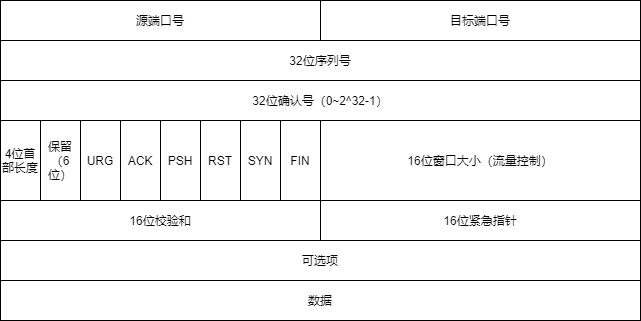 源端口号
目标端口号
32位序列号
32位确认号（0~2^32-1）
4位首
部长度
保留
（6
位）
URG
ACK
PSH
RST
SYN
FIN
16位窗口大小（流量控制）
16位校验和
16位紧急指针
可选项
数据